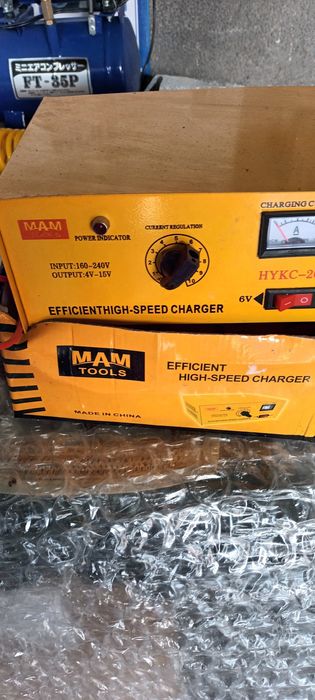 ミニエアコンプレッサー
FT-35P
MAM
TOOLS
POWER INDICATOR
CURRENT REGULATION
CHARGING C
A
INPUT:160-240V
OUTPUT:4V-15V
HYKC-20
6V
EFFICIENTHIGH-SPEED CHARGER
MAM
TOOLS
EFFICIENT
HIGH-SPEED CHARGER
MADE IN CHINA